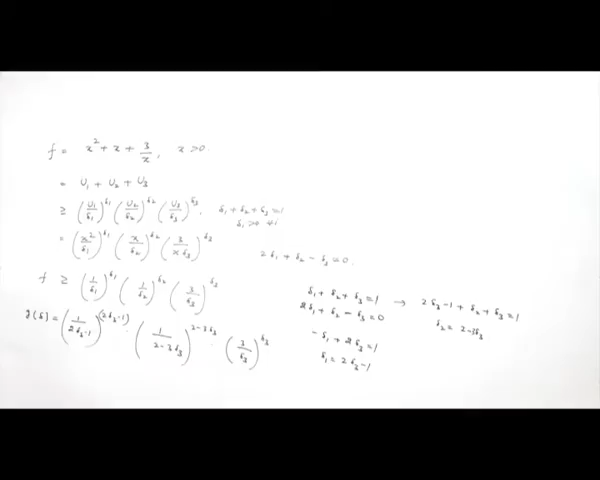 f = x² + x + 3/x, x > 0
= U₁ + U₂ + U₃
≥ (U₁/δ₁)^δ₁ (U₂/δ₂)^δ₂ (U₃/δ₃)^δ₃. δ₁ + δ₂ + δ₃ = 1
δᵢ > 0 ∀i
= (x²/δ₁)^δ₁ (x/δ₂)^δ₂ (3/xδ₃)^δ₃
2δ₁ + δ₂ − δ₃ = 0.
f ≥ (1/δ₁)^δ₁ (1/δ₂)^δ₂ (3/δ₃)^δ₃
δ₁ + δ₂ + δ₃ = 1 → 2δ₃−1 + δ₂ + δ₃ = 1
2δ₁ + δ₂ − δ₃ = 0 δ₂ = 2−3δ₃
g(δ) = (1/2δ₃−1)^(2δ₃−1) · (1/2−3δ₃)^2−3δ₃ · (3/δ₃)^δ₃
−δ₁ + 2δ₃ = 1
δ₁ = 2δ₃−1